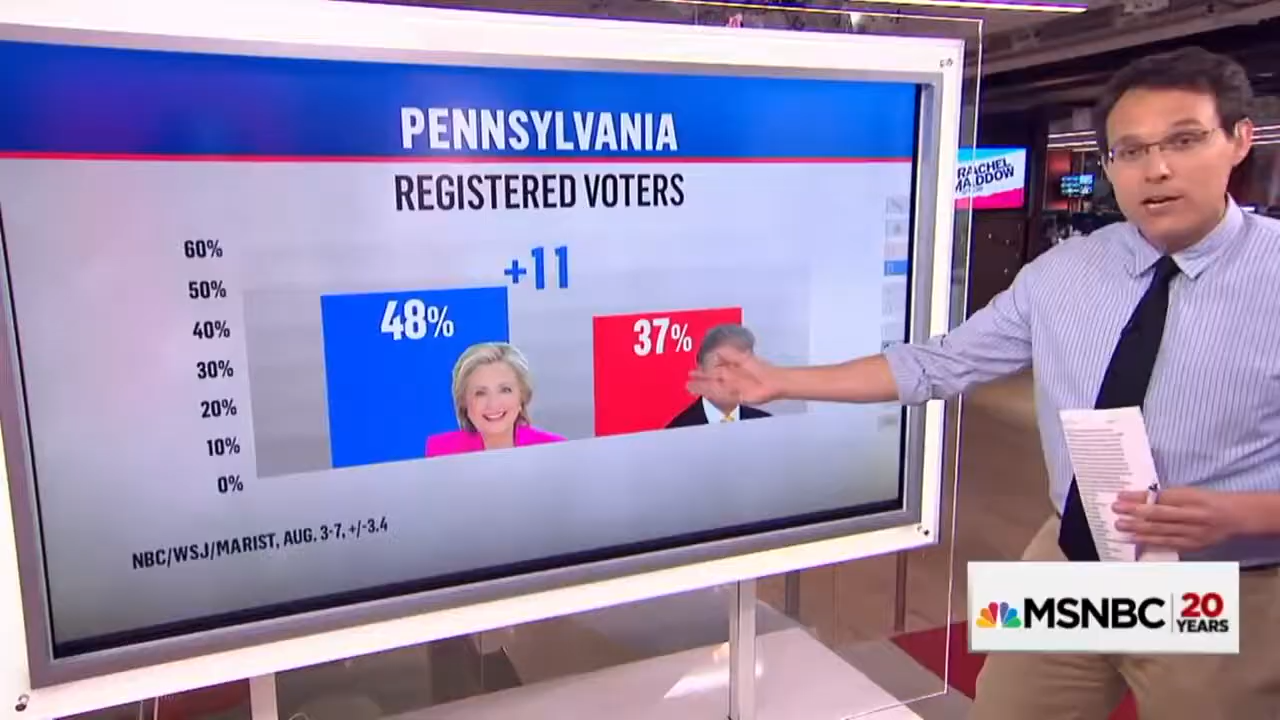 PENNSYLVANIA
REGISTERED VOTERS
+11
60%
50%
40%
30%
20%
10%
0%
48%
37%
NBC/WSJ/MARIST, AUG. 3-7, +/-3.4
RACHEL
MADDOW
MSNBC
20
YEARS